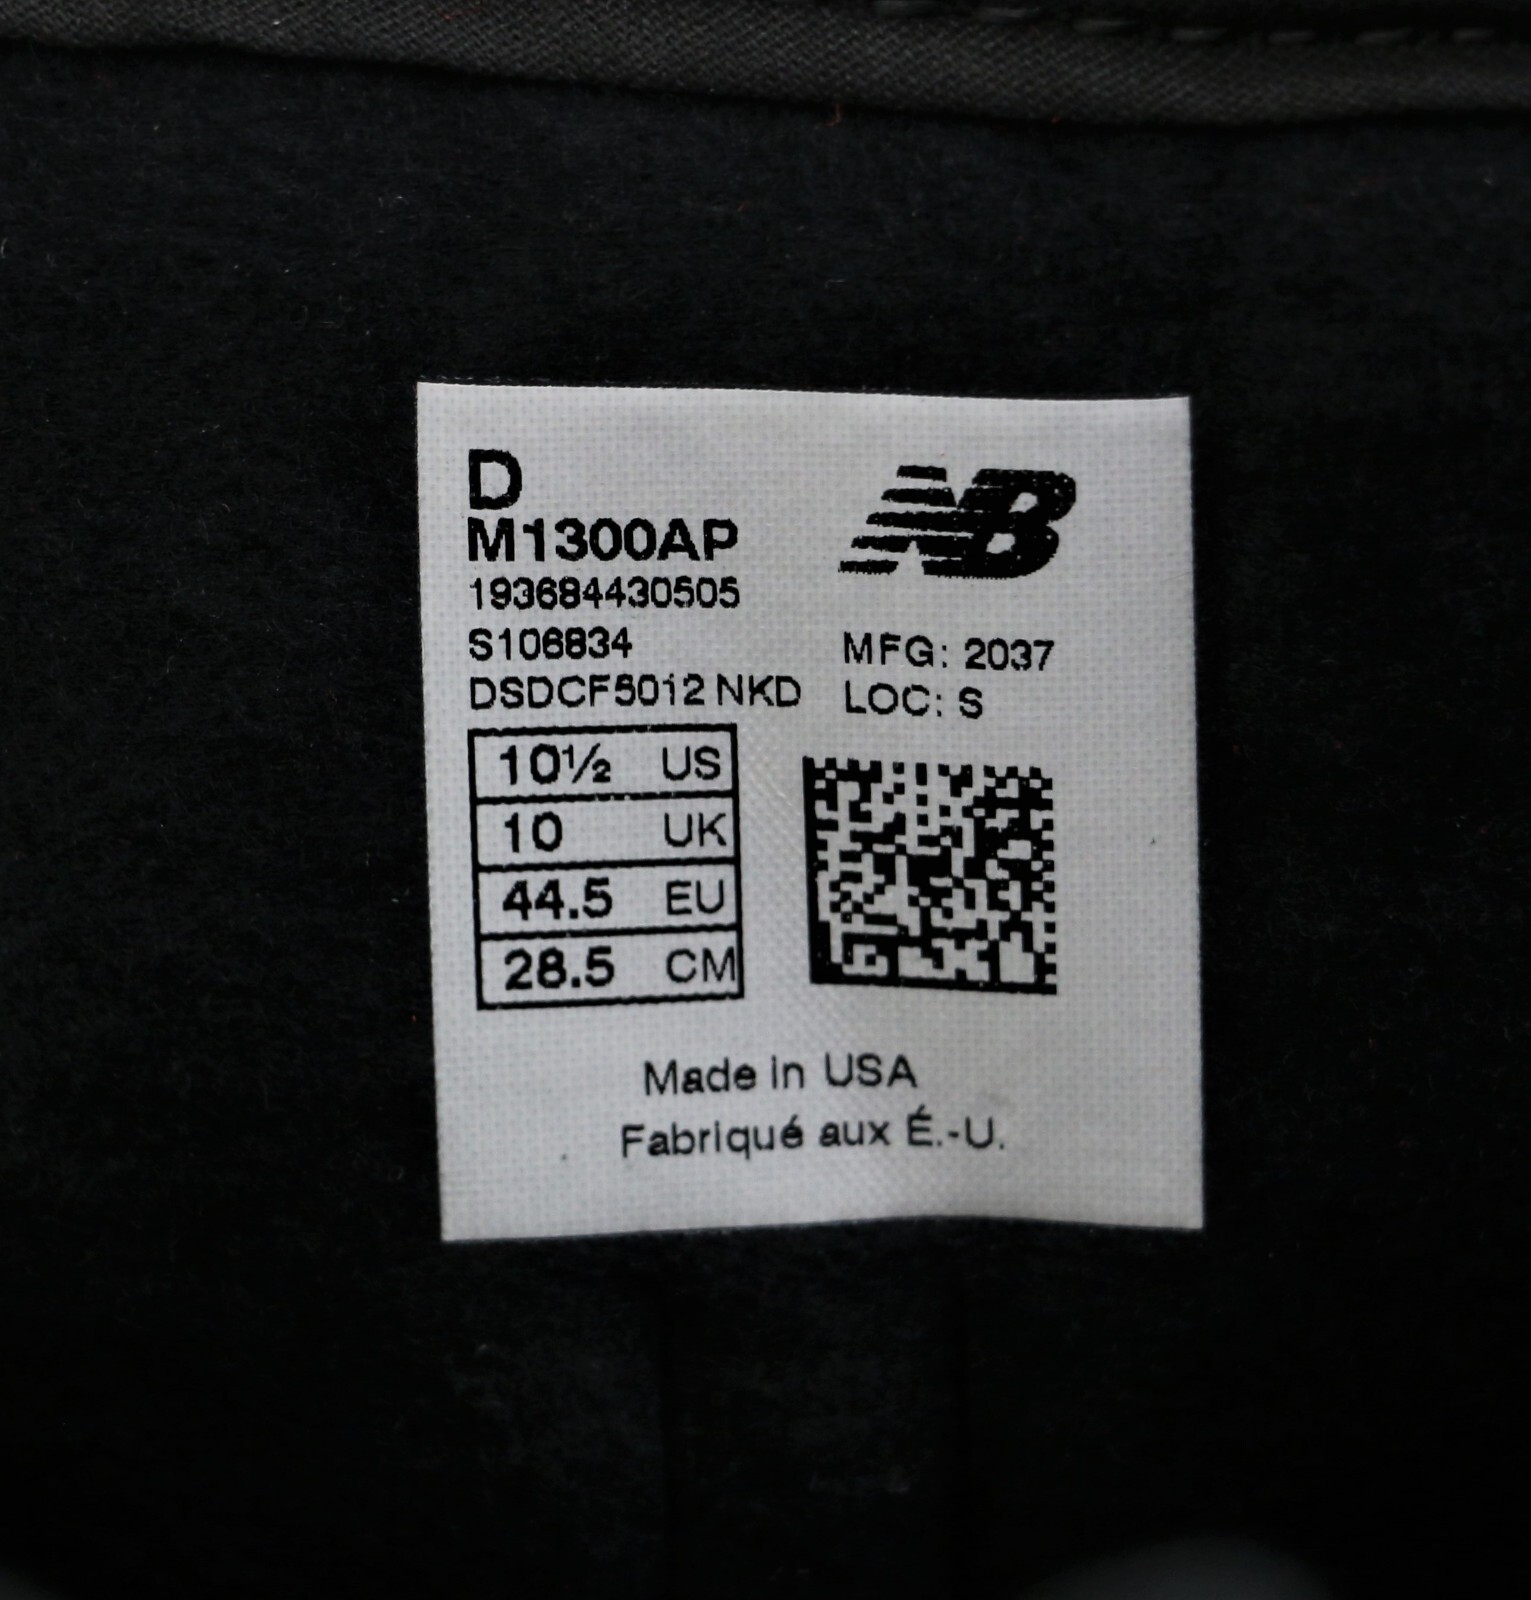 D
M1300AP
193684430505
S106834
DSDCF5012 NKD
NB
MFG: 2037
LOC: S
10½ US
10 UK
44.5 EU
28.5 CM
Made in USA
Fabriqué aux É.-U.